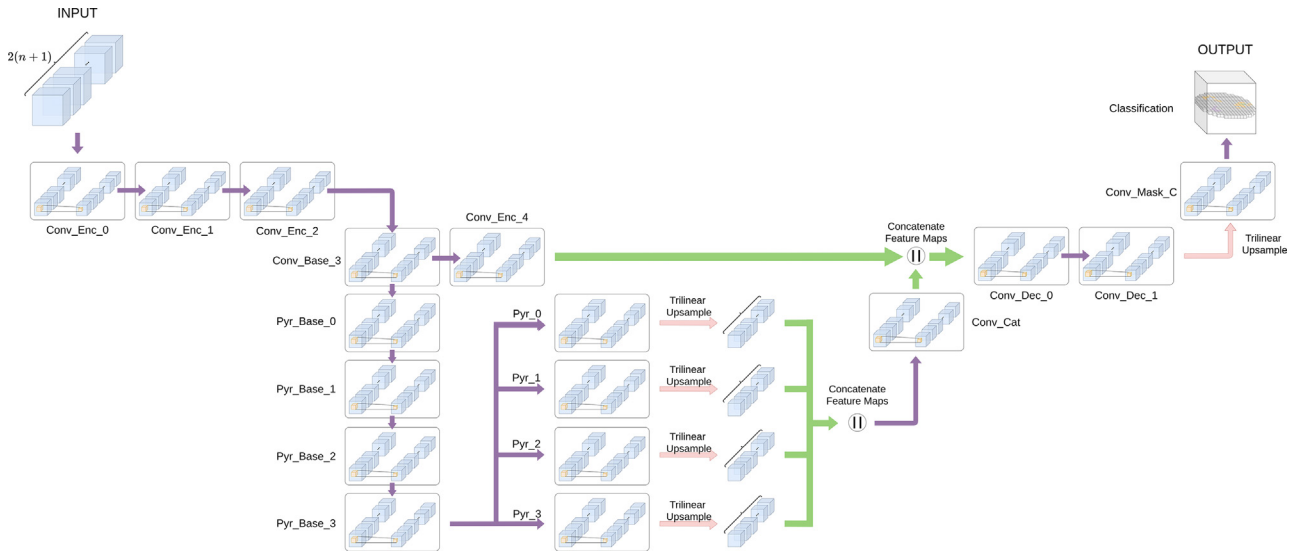 INPUT
2(n + 1)
OUTPUT
Classification
Conv_Mask_C
Conv_Enc_0
Conv_Enc_1
Conv_Enc_2
Conv_Enc_4
Conv_Base_3
Concatenate
Feature Maps
Trilinear
Upsample
Conv_Dec_0
Conv_Dec_1
Conv_Cat
Pyr_Base_0
Pyr_0
Trilinear
Upsample
Pyr_Base_1
Pyr_1
Trilinear
Upsample
Concatenate
Feature Maps
Pyr_Base_2
Pyr_2
Trilinear
Upsample
Pyr_Base_3
Pyr_3
Trilinear
Upsample